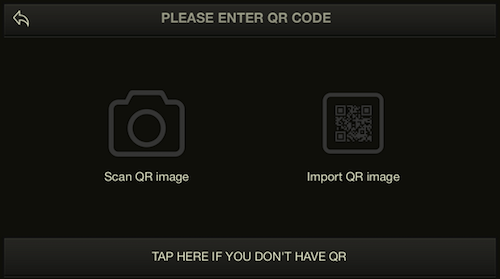 PLEASE ENTER QR CODE
Scan QR image
Import QR image
TAP HERE IF YOU DON'T HAVE QR